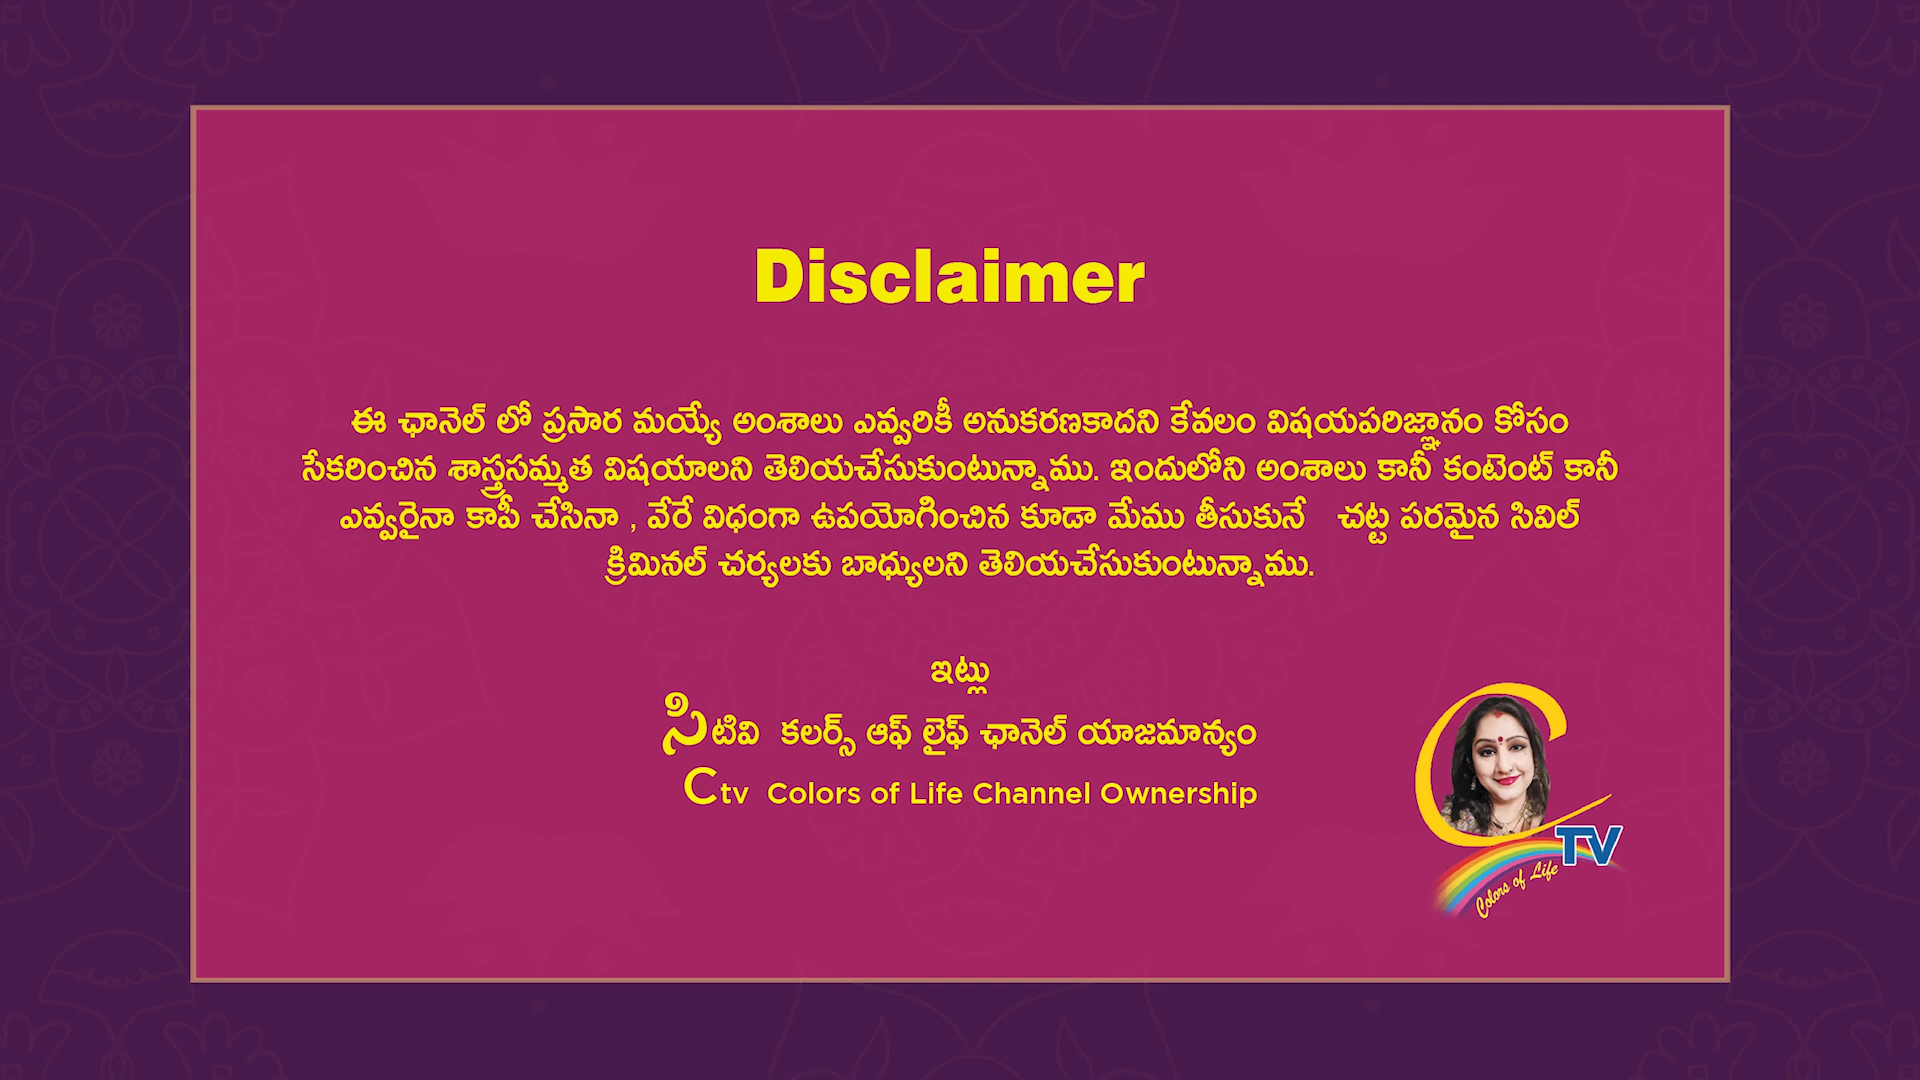 Disclaimer
ఈ ఛానెల్ లో ప్రసార మయ్యే అంశాలు ఎవ్వరికీ అనుకరణకాదని కేవలం విషయపరిజ్ఞానం కోసం
సేకరించిన శాస్త్రసమ్మత విషయాలని తెలియచేసుకుంటున్నాము. ఇందులోని అంశాలు కానీ కంటెంట్ కానీ
ఎవ్వరైనా కాపీ చేసినా , వేరే విధంగా ఉపయోగించిన కూడా మేము తీసుకునే చట్ట పరమైన సివిల్
క్రిమినల్ చర్యలకు బాధ్యులని తెలియచేసుకుంటున్నాము.
ఇట్లు
సిటివి కలర్స్ ఆఫ్ లైఫ్ ఛానెల్ యాజమాన్యం
Ctv Colors of Life Channel Ownership
C TV
Colors of Life